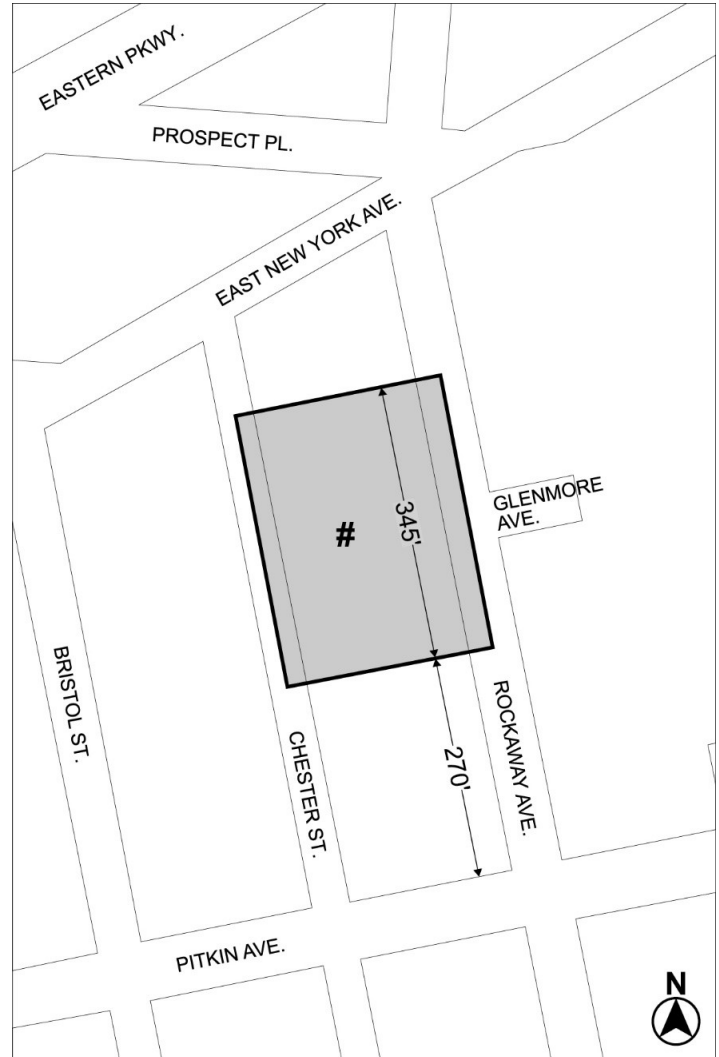 EASTERN PKWY.
PROSPECT PL.
EAST NEW YORK AVE.
GLENMORE
AVE.
345'
#
BRISTOL ST.
CHESTER ST.
ROCKAWAY AVE.
270'
PITKIN AVE.
N